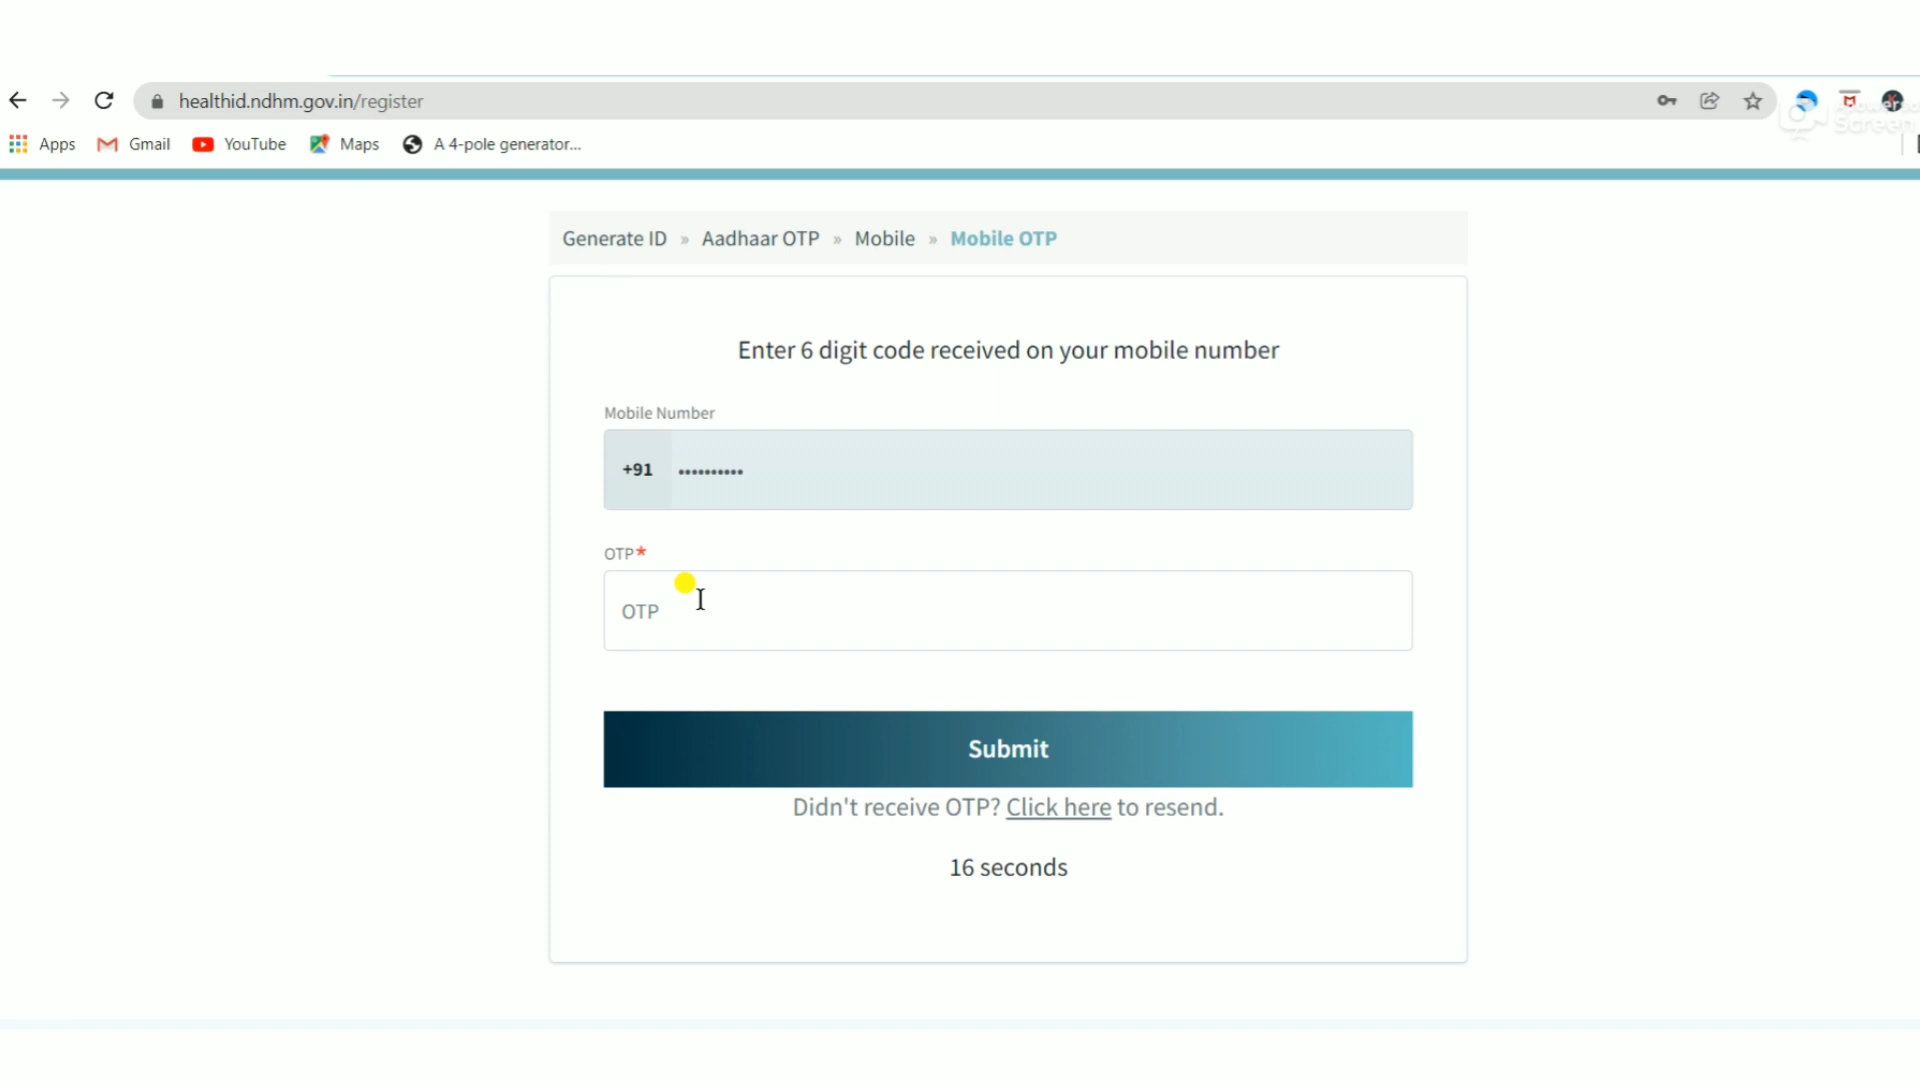 healthid.ndhm.gov.in/register
Apps Gmail YouTube Maps A 4-pole generator...
Screen
Generate ID » Aadhaar OTP » Mobile » Mobile OTP
Enter 6 digit code received on your mobile number
Mobile Number
+91 ••••••••••
OTP*
OTP
Submit
Didn't receive OTP? Click here to resend.
16 seconds